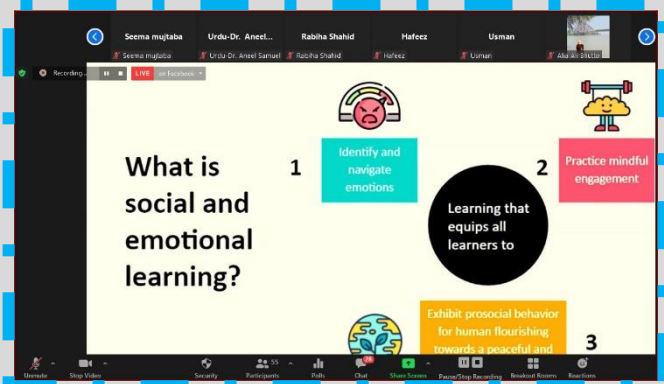 Seema mujtaba
Urdu-Dr. Aneel...
Rabiha Shahid
Hafeez
Usman
Seema mujtaba
Urdu-Dr. Aneel Samuel
Rabiha Shahid
Hafeez
Usman
Recording...
LIVE on Facebook
What is
social and
emotional
learning?
1
Identify and
navigate
emotions
2
Practice mindful
engagement
Learning that
equips all
learners to
Exhibit prosocial behavior
for human flourishing
towards a peaceful and
3
Unmute
Stop Video
Security
55
Participants
Polls
Chat
Share Screen
Pause/Stop Recording
Breakout Rooms
Reactions